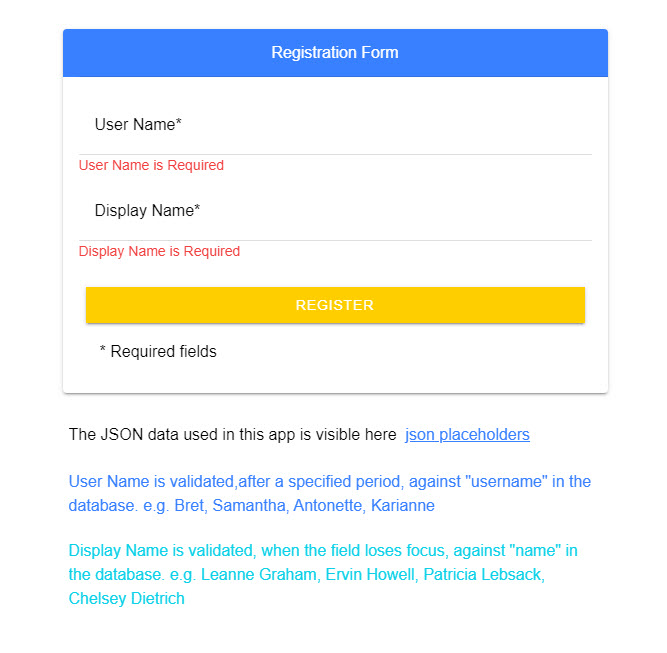 Registration Form
User Name*
User Name is Required
Display Name*
Display Name is Required
REGISTER
* Required fields
The JSON data used in this app is visible here json placeholders
User Name is validated,after a specified period, against "username" in the
database. e.g. Bret, Samantha, Antonette, Karianne
Display Name is validated, when the field loses focus, against "name" in
the database. e.g. Leanne Graham, Ervin Howell, Patricia Lebsack,
Chelsey Dietrich